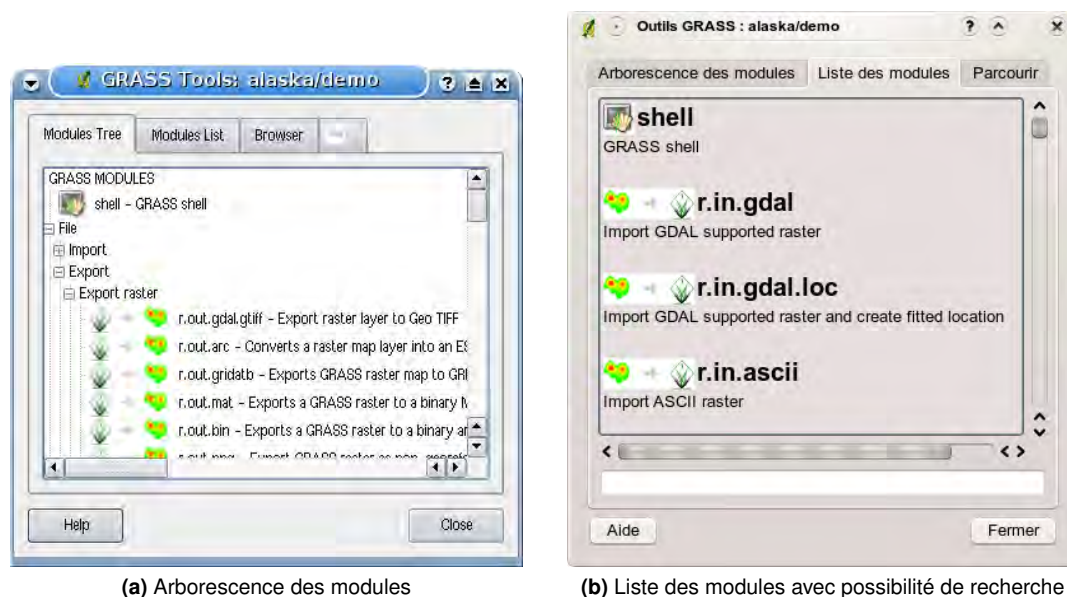 GRASS Tools: alaska/demo
Modules Tree Modules List Browser
GRASS MODULES
shell - GRASS shell
File
Import
Export
Export raster
r.out.gdal.gtiff - Export raster layer to Geo TIFF
r.out.arc - Converts a raster map layer into an ES
r.out.gridatb - Exports GRASS raster map to GRI
r.out.mat - Exports a GRASS raster to a binary M
r.out.bin - Exports a GRASS raster to a binary ar
Help Close
(a) Arborescence des modules
Outils GRASS : alaska/demo
Arborescence des modules Liste des modules Parcourir
shell
GRASS shell
r.in.gdal
Import GDAL supported raster
r.in.gdal.loc
Import GDAL supported raster and create fitted location
r.in.ascii
Import ASCII raster
Aide Fermer
(b) Liste des modules avec possibilité de recherche